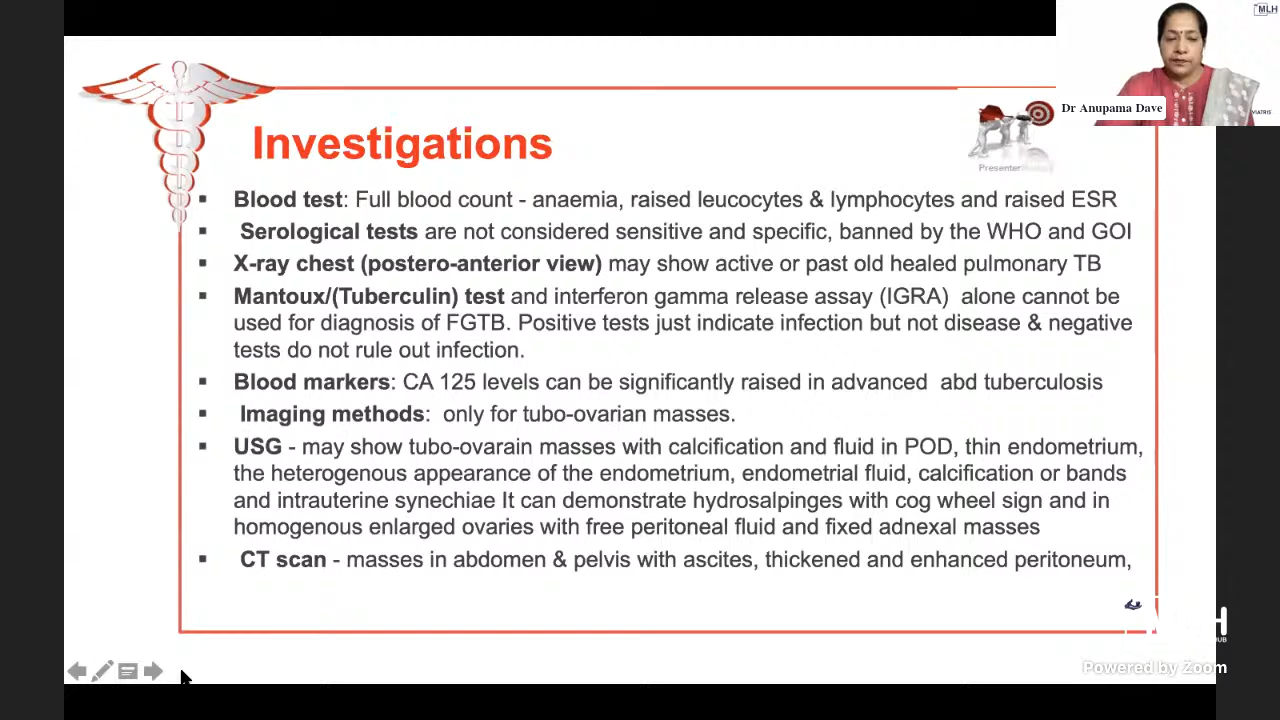 MLH
Dr Anupama Dave
VIATRIS
Investigations
Presenter
▪ Blood test: Full blood count - anaemia, raised leucocytes & lymphocytes and raised ESR
▪ Serological tests are not considered sensitive and specific, banned by the WHO and GOI
▪ X-ray chest (postero-anterior view) may show active or past old healed pulmonary TB
▪ Mantoux/(Tuberculin) test and interferon gamma release assay (IGRA) alone cannot be
used for diagnosis of FGTB. Positive tests just indicate infection but not disease & negative
tests do not rule out infection.
▪ Blood markers: CA 125 levels can be significantly raised in advanced abd tuberculosis
▪ Imaging methods: only for tubo-ovarian masses.
▪ USG - may show tubo-ovarain masses with calcification and fluid in POD, thin endometrium,
the heterogenous appearance of the endometrium, endometrial fluid, calcification or bands
and intrauterine synechiae It can demonstrate hydrosalpinges with cog wheel sign and in
homogenous enlarged ovaries with free peritoneal fluid and fixed adnexal masses
▪ CT scan - masses in abdomen & pelvis with ascites, thickened and enhanced peritoneum,
Powered by Zoom